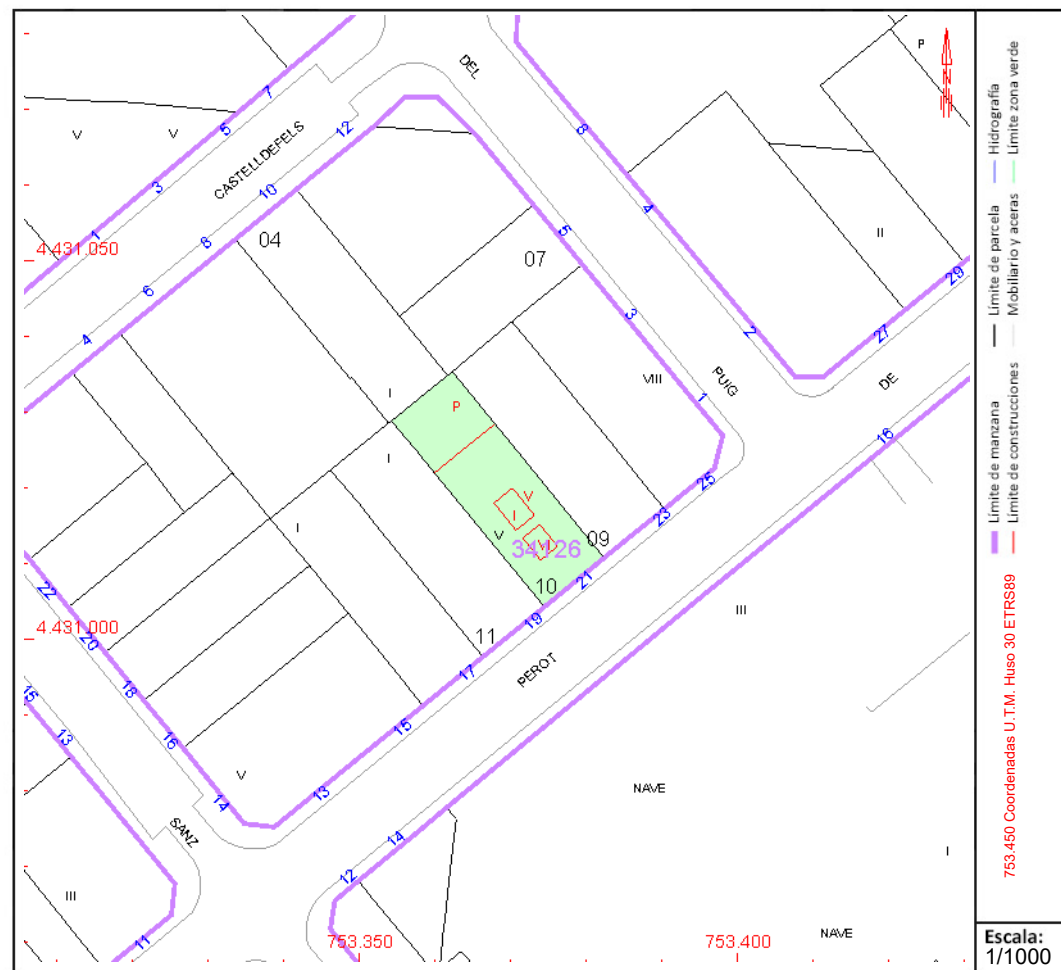 DEL
P
N
7
5
3
1
V
V
CASTELLDEFELS
12
10
8
6
4
8
4
2
II
29
27
04
07
5
3
1
4.431.050
VIII
PUIG
DE
16
I
I
P
V
I
V
VI
34126
09
10
21
19
11
17
23
25
I
22
20
18
16
14
4.431.000
15
13
PEROT
III
15
13
V
SANZ
NAVE
14
12
III
11
I
753.350
753.400
NAVE
Límite de manzana
Límite de construcciones
Límite de parcela
Mobiliario y aceras
Hidrografía
Límite zona verde
753.450 Coordenadas U.T.M. Huso 30 ETRS89
Escala:
1/1000